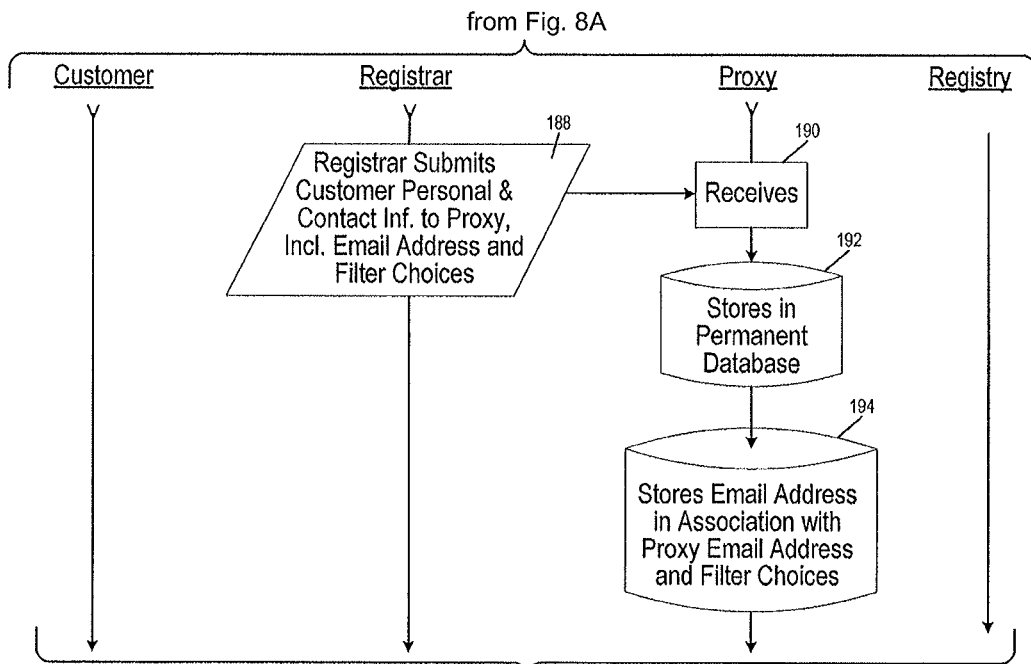 from Fig. 8A
Customer
Registrar
Proxy
Registry
188
Registrar Submits
Customer Personal &
Contact Inf. to Proxy,
Incl. Email Address and
Filter Choices
190
Receives
192
Stores in
Permanent
Database
194
Stores Email Address
in Association with
Proxy Email Address
and Filter Choices